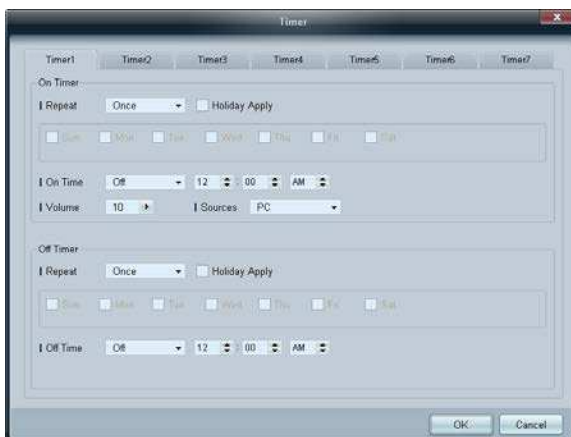 Timer
Timer1 Timer2 Timer3 Timer4 Timer5 Timer6 Timer7
On Timer
Repeat Once Holiday Apply
Sun Mon Tue Wed Thu Fri Sat
On Time Off 12 : 00 AM
Volume 10 Sources PC
Off Timer
Repeat Once Holiday Apply
Sun Mon Tue Wed Thu Fri Sat
Off Time Off 12 : 00 AM
OK Cancel